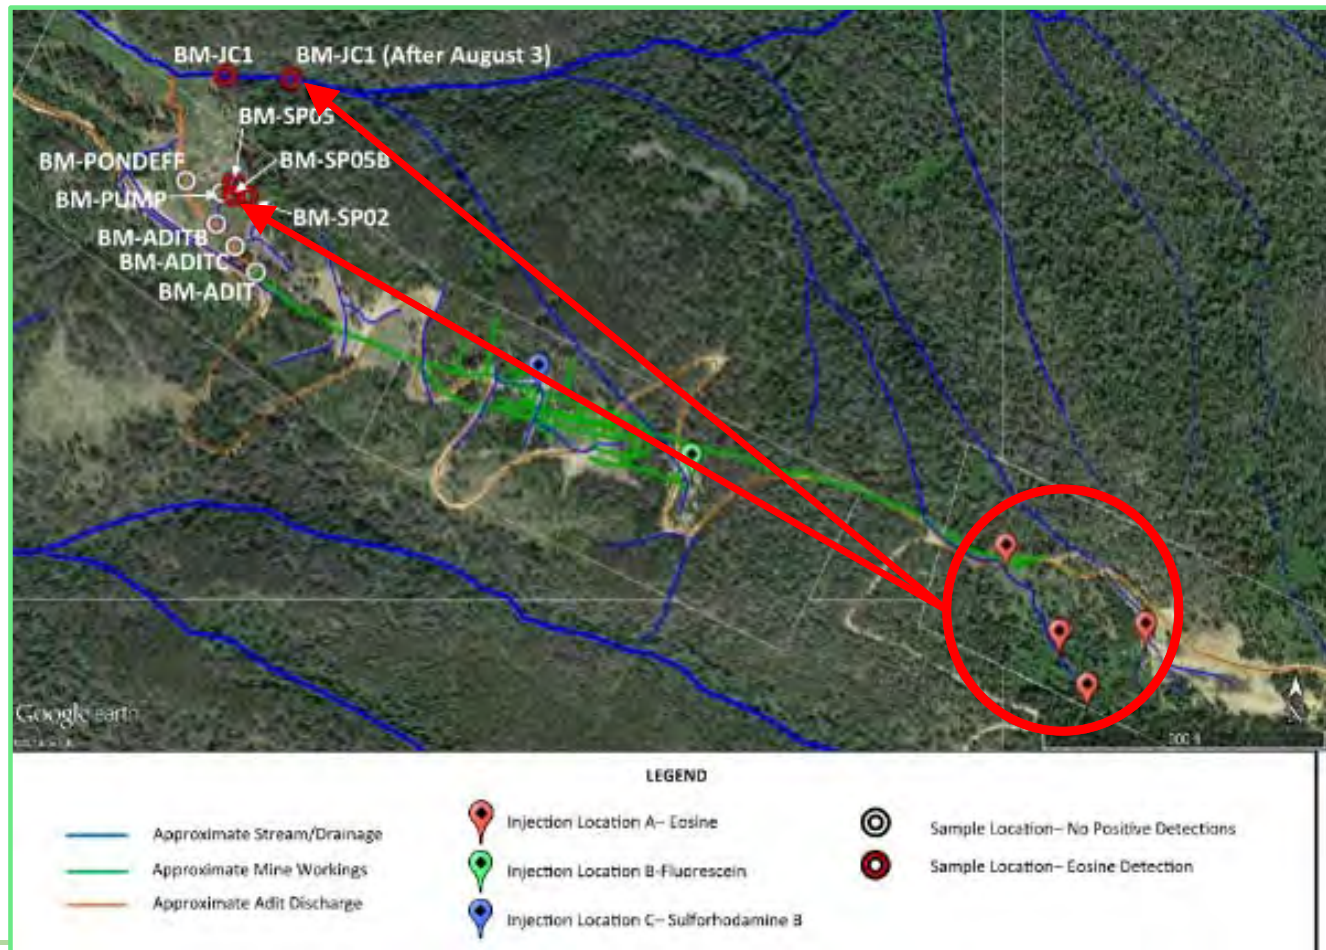 BM-JC1
BM-JC1 (After August 3)
BM-SP05
BM-SP05B
BM-PONDEFF
BM-PUMP
BM-SP02
BM-ADITB
BM-ADITC
BM-ADIT
Google earth
LEGEND
Approximate Stream/Drainage
Approximate Mine Workings
Approximate Adit Discharge
Injection Location A– Eosine
Injection Location B-Fluorescein
Injection Location C– Sulforhodamine B
Sample Location– No Positive Detections
Sample Location– Eosine Detection